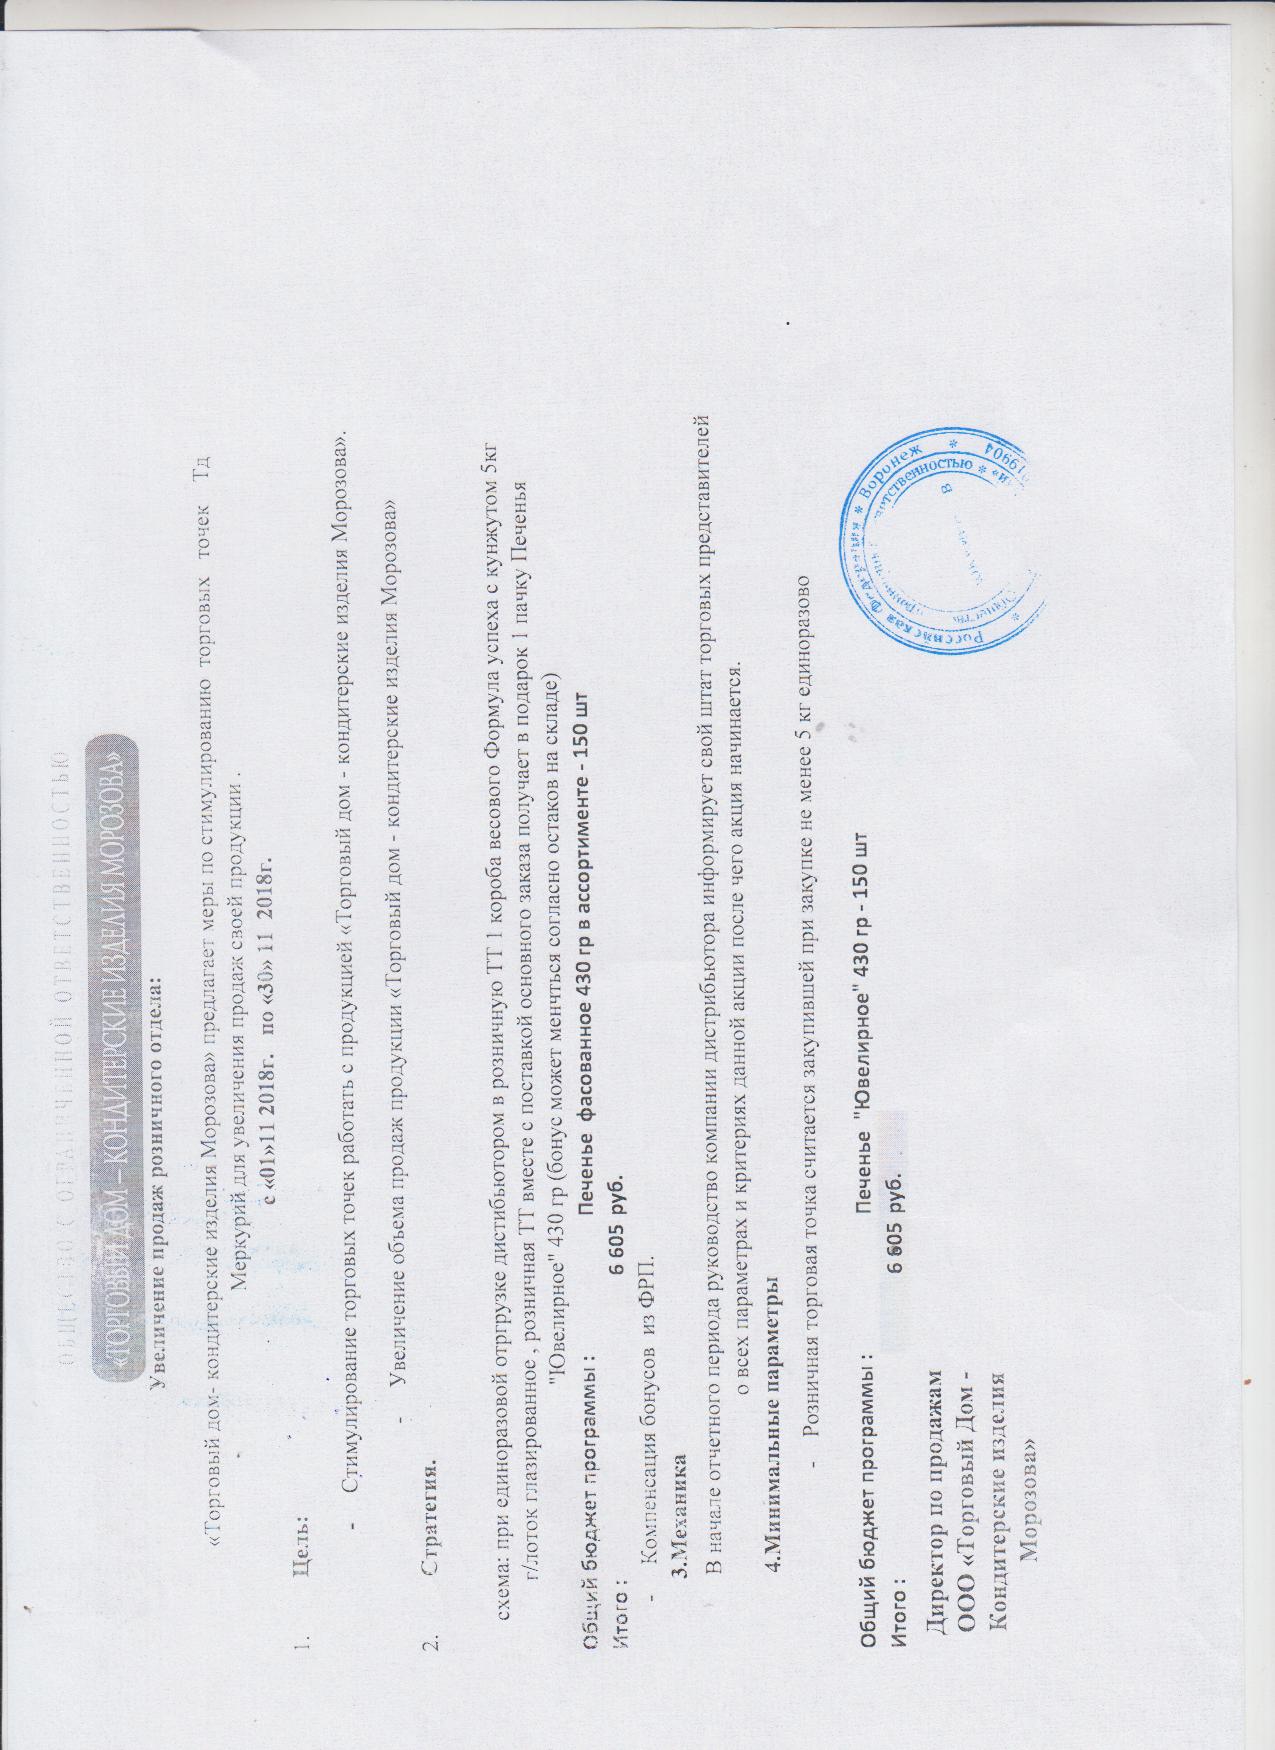 ОБЩЕСТВО С ОГРАНИЧЕННОЙ ОТВЕТСТВЕННОСТЬЮ
«ТОРГОВЫЙ ДОМ – КОНДИТЕРСКИЕ ИЗДЕЛИЯ МОРОЗОВА»
Увеличение продаж розничного отдела:
«Торговый дом- кондитерские изделия Морозова» предлагает меры по стимулированию торговых точек Тд
- Меркурий для увеличения продаж своей продукции .
с «01»11 2018г. по «30» 11 2018г.
1. Цель:
- Стимулирование торговых точек работать с продукцией «Торговый дом - кондитерские изделия Морозова».
- Увеличение объема продаж продукции «Торговый дом - кондитерские изделия Морозова»
2. Стратегия.
схема: при единоразовой отргрузке дистибьютором в розничную ТТ 1 короба весового Формула успеха с кунжутом 5кг
г/лоток глазированное , розничная ТТ вместе с поставкой основного заказа получает в подарок 1 пачку Печенья
"Ювелирное" 430 гр (бонус может менчться согласно остаков на складе)
Общий бюджет программы : Печенье фасованное 430 гр в ассортименте - 150 шт
Итого : 6 605 руб.
- Компенсация бонусов из ФРП.
3.Механика
В начале отчетного периода руководство компании дистрибьютора информирует свой штат торговых представителей
о всех параметрах и критериях данной акции после чего акция начинается.
4.Минимальные параметры
- Розничная торговая точка считается закупившей при закупке не менее 5 кг единоразово
Общий бюджет программы : Печенье "Ювелирное" 430 гр - 150 шт
Итого : 6 605 руб.
Директор по продажам
ООО «Торговый Дом -
Кондитерские изделия
Морозова»
Российская Федерация * Воронеж *